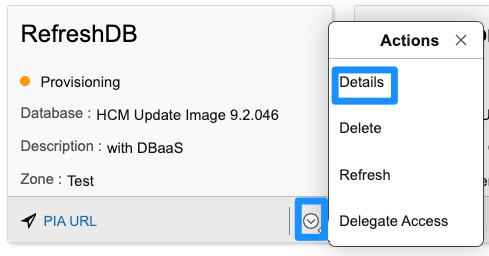 RefreshDB
Provisioning
Database : HCM Update Image 9.2.046
Description : with DBaaS
Zone : Test
PIA URL
Actions
Details
Delete
Refresh
Delegate Access